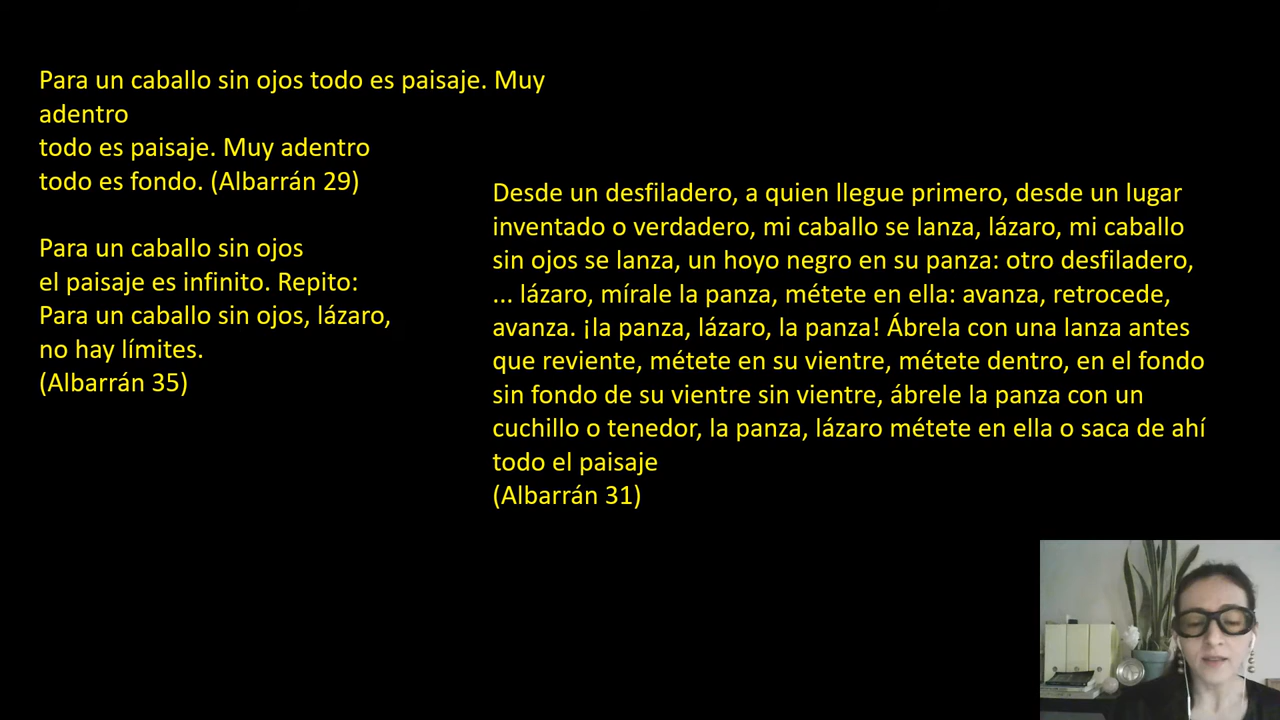 Para un caballo sin ojos todo es paisaje. Muy
adentro
todo es paisaje. Muy adentro
todo es fondo. (Albarrán 29)
Para un caballo sin ojos
el paisaje es infinito. Repito:
Para un caballo sin ojos, lázaro,
no hay límites.
(Albarrán 35)
Desde un desfiladero, a quien llegue primero, desde un lugar
inventado o verdadero, mi caballo se lanza, lázaro, mi caballo
sin ojos se lanza, un hoyo negro en su panza: otro desfiladero,
... lázaro, mírale la panza, métete en ella: avanza, retrocede,
avanza. ¡la panza, lázaro, la panza! Ábrela con una lanza antes
que reviente, métete en su vientre, métete dentro, en el fondo
sin fondo de su vientre sin vientre, ábrele la panza con un
cuchillo o tenedor, la panza, lázaro métete en ella o saca de ahí
todo el paisaje
(Albarrán 31)